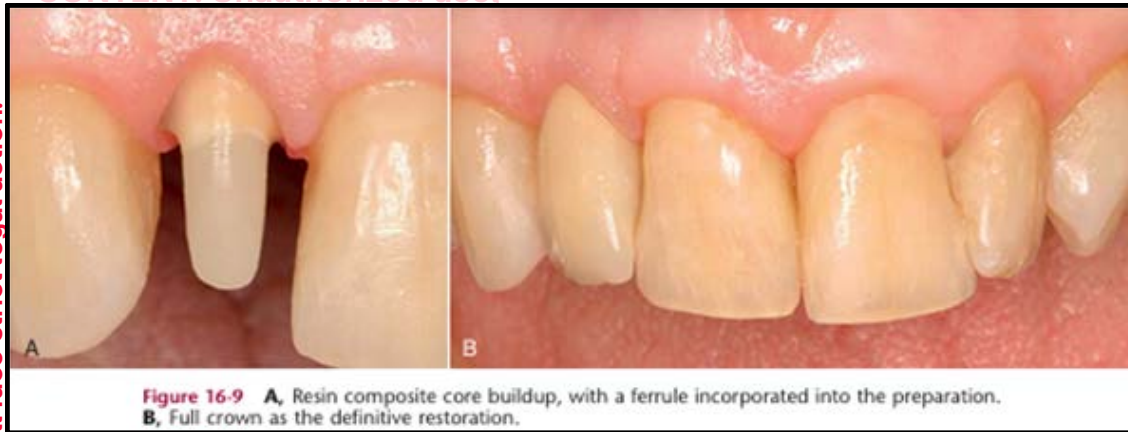 A
B
Figure 16-9 A, Resin composite core buildup, with a ferrule incorporated into the preparation.
B, Full crown as the definitive restoration.